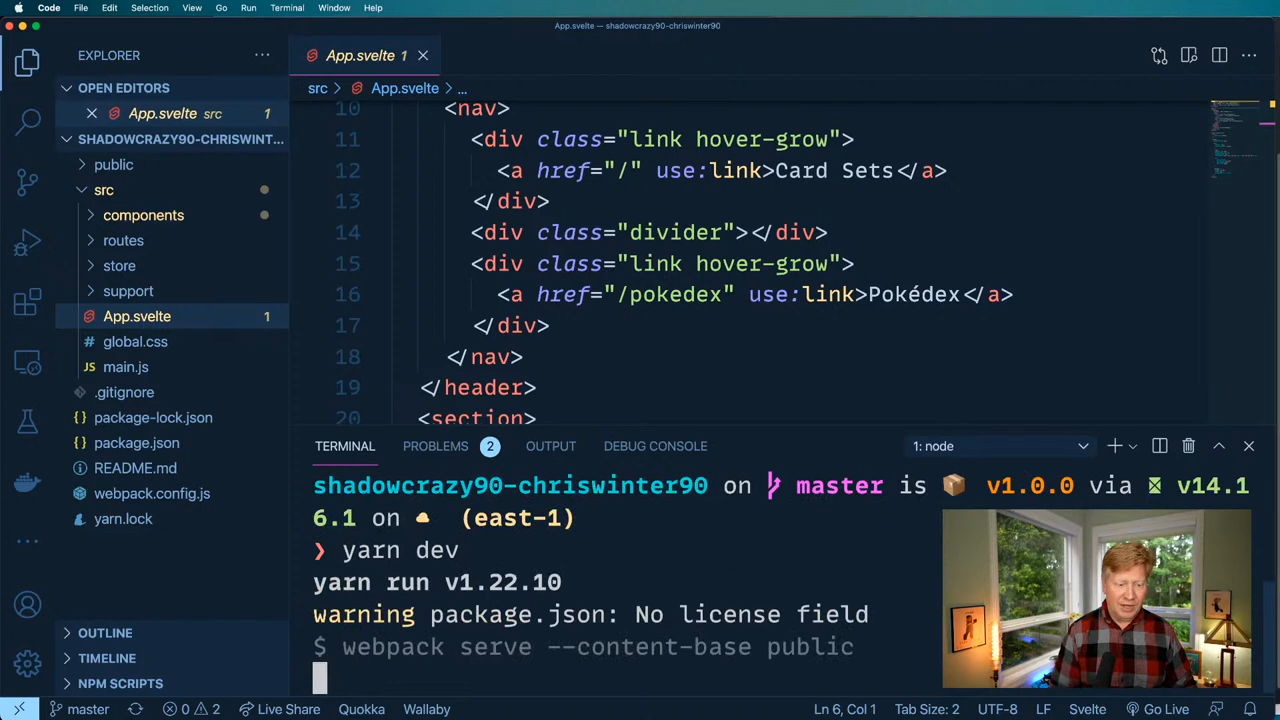 Code File Edit Selection View Go Run Terminal Window Help
App.svelte — shadowcrazy90-chriswinter90
EXPLORER
App.svelte 1
OPEN EDITORS
src > App.svelte > ...
App.svelte src 1
SHADOWCRAZY90-CHRISWINT...
public
src
components
routes
store
support
App.svelte 1
global.css
main.js
.gitignore
package-lock.json
package.json
README.md
webpack.config.js
yarn.lock
OUTLINE
TIMELINE
NPM SCRIPTS
10 <nav>
11 <div class="link hover-grow">
12 <a href="/" use:link>Card Sets</a>
13 </div>
14 <div class="divider"></div>
15 <div class="link hover-grow">
16 <a href="/pokedex" use:link>Pokédex</a>
17 </div>
18 </nav>
19 </header>
20 <section>
TERMINAL PROBLEMS 2 OUTPUT DEBUG CONSOLE 1: node
shadowcrazy90-chriswinter90 on master is 📦 v1.0.0 via v14.1
6.1 on ☁ (east-1)
❯ yarn dev
yarn run v1.22.10
warning package.json: No license field
$ webpack serve --content-base public
master 0 2 Live Share Quokka Wallaby Ln 6, Col 1 Tab Size: 2 UTF-8 LF Svelte Go Live